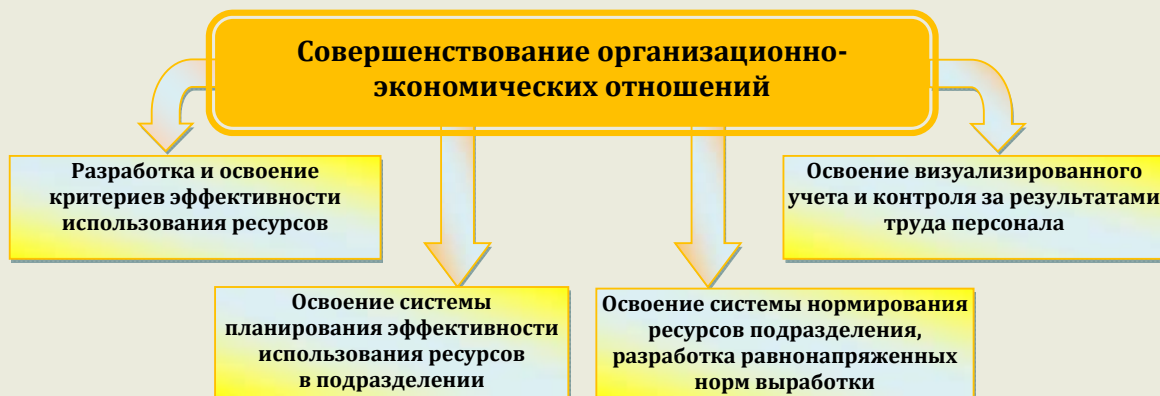 Совершенствование организационно-
экономических отношений
Разработка и освоение
критериев эффективности
использования ресурсов
Освоение визуализированного
учета и контроля за результатами
труда персонала
Освоение системы
планирования эффективности
использования ресурсов
в подразделении
Освоение системы нормирования
ресурсов подразделения,
разработка равнонапряженных
норм выработки